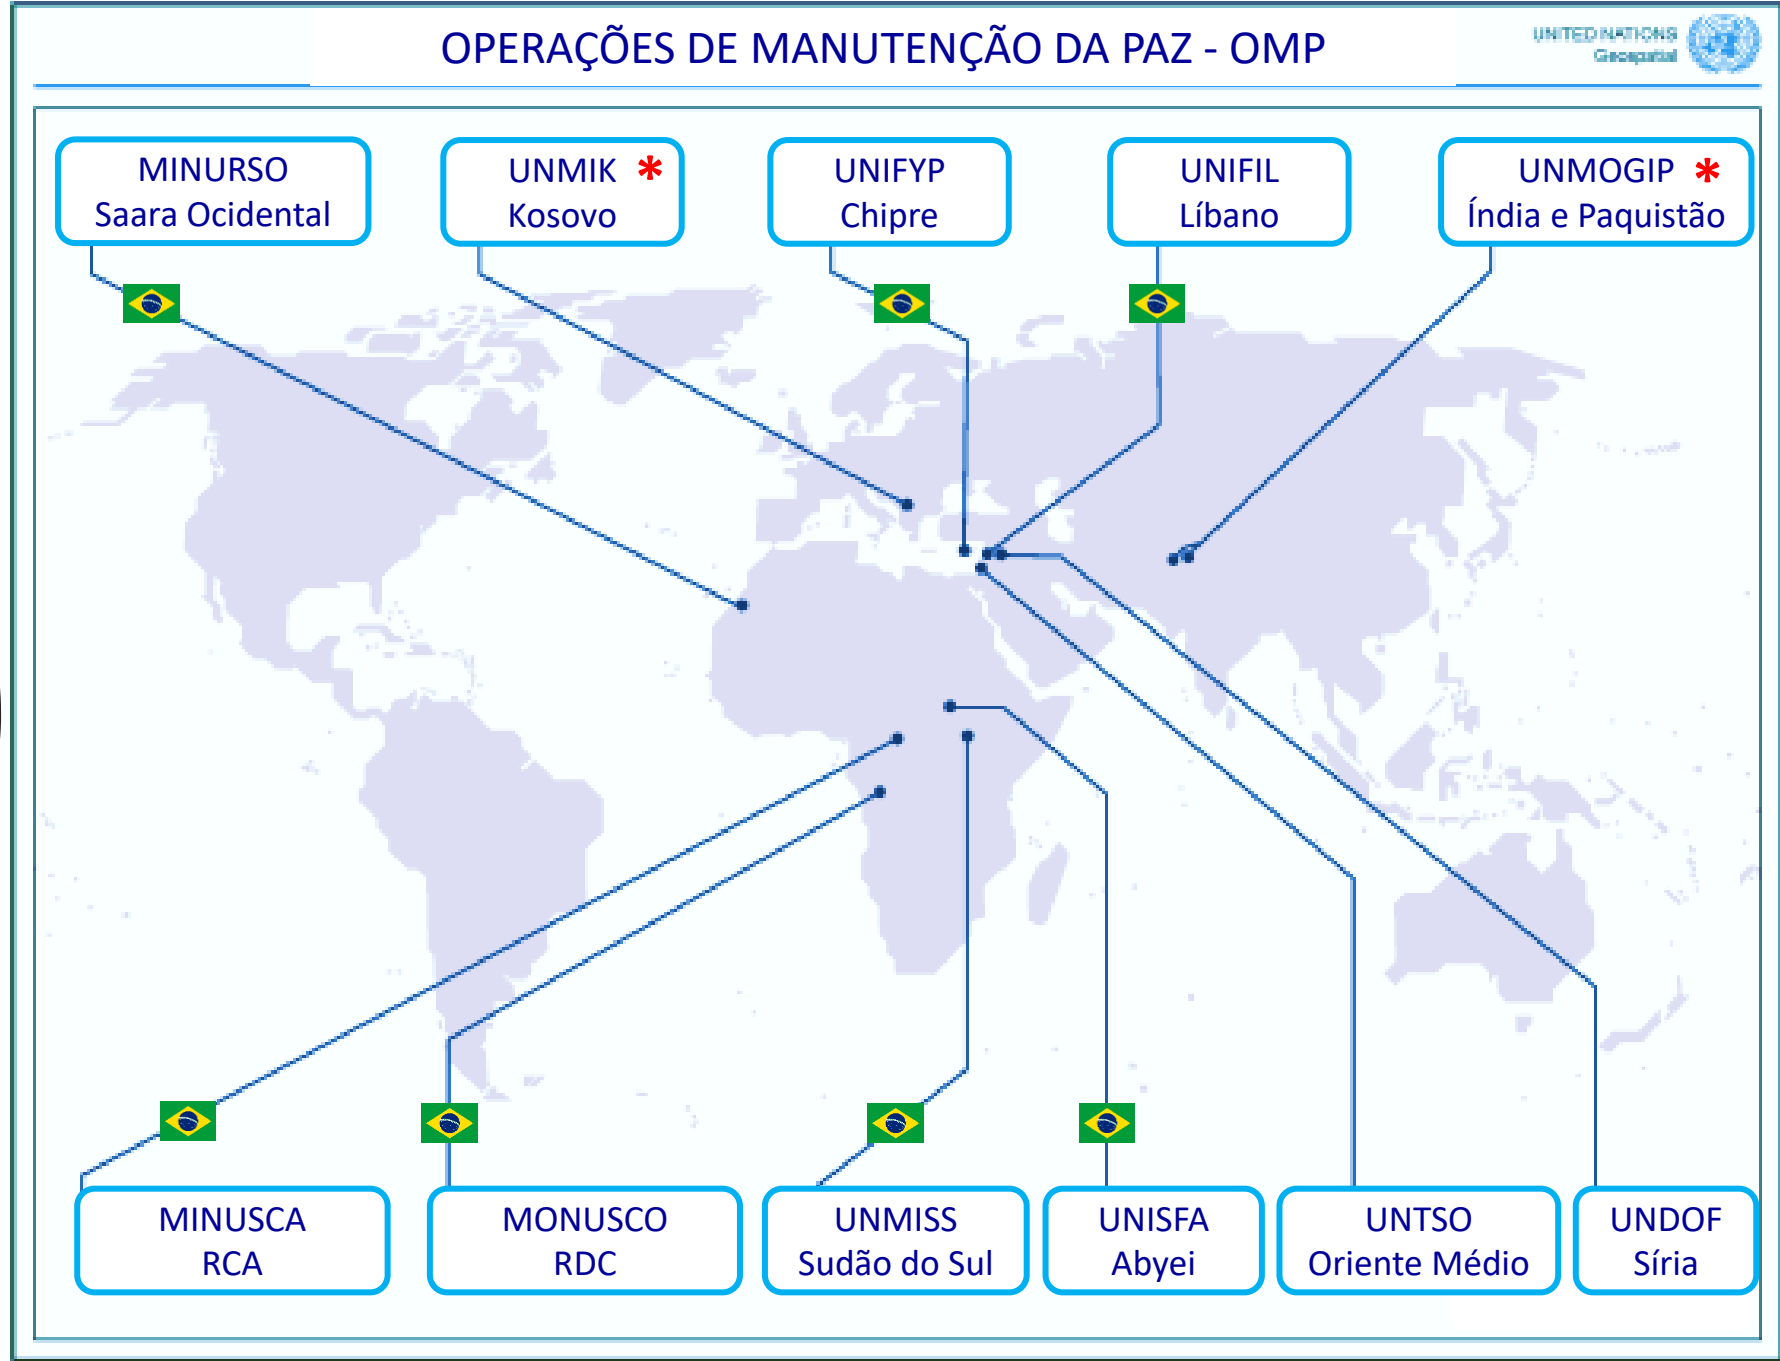 OPERAÇÕES DE MANUTENÇÃO DA PAZ - OMP
UNITED NATIONS
Geospatial
MINURSO
Saara Ocidental
UNMIK *
Kosovo
UNIFYP
Chipre
UNIFIL
Líbano
UNMOGIP *
Índia e Paquistão
MINUSCA
RCA
MONUSCO
RDC
UNMISS
Sudão do Sul
UNISFA
Abyei
UNTSO
Oriente Médio
UNDOF
Síria